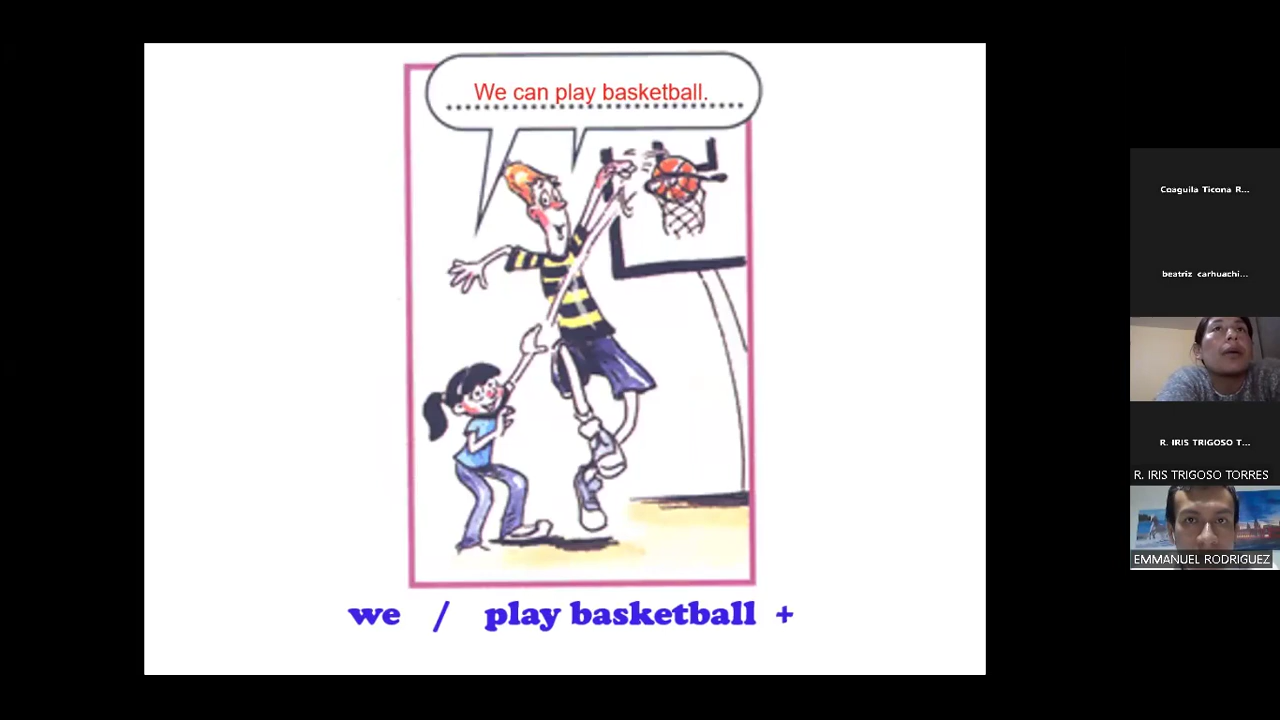 We can play basketball.
we / play basketball +
Coaguila Ticona R...
beatriz carhuachi...
R. IRIS TRIGOSO T...
R. IRIS TRIGOSO TORRES
EMMANUEL RODRIGUEZ